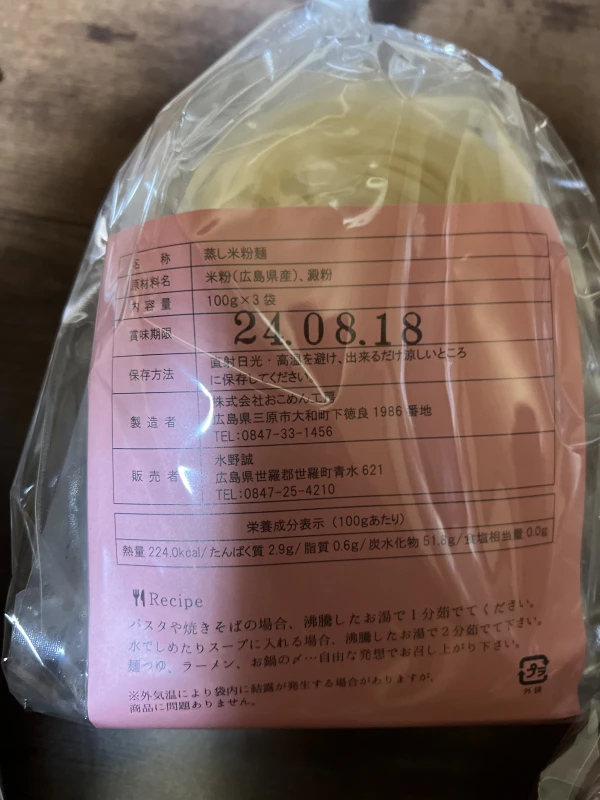 名称 蒸し米粉麺
原材料名 米粉(広島県産)、澱粉
内容量 100g×3袋
賞味期限 24.08.18
保存方法 直射日光・高温を避け、出来るだけ涼しいところ
に保存してください
製造者 株式会社おこめん工房
広島県三原市大和町下徳良1986番地
TEL:0847-33-1456
販売者 水野誠
広島県世羅郡世羅町青水621
TEL:0847-25-4210
栄養成分表示(100gあたり)
熱量 224.0kcal/たんぱく質 2.9g/脂質 0.6g/炭水化物 51.8g/食塩相当量 0.0g
Recipe
パスタや焼きそばの場合、沸騰したお湯で1分茹でてください。
水でしめたりスープに入れる場合、沸騰したお湯で2分茹でて下さい。
麺つゆ、ラーメン、お鍋の〆…自由な発想でお召し上がり下さい。
※外気温により袋内に結露が発生する場合がありますが、
商品に問題ありません。
プラ
外袋